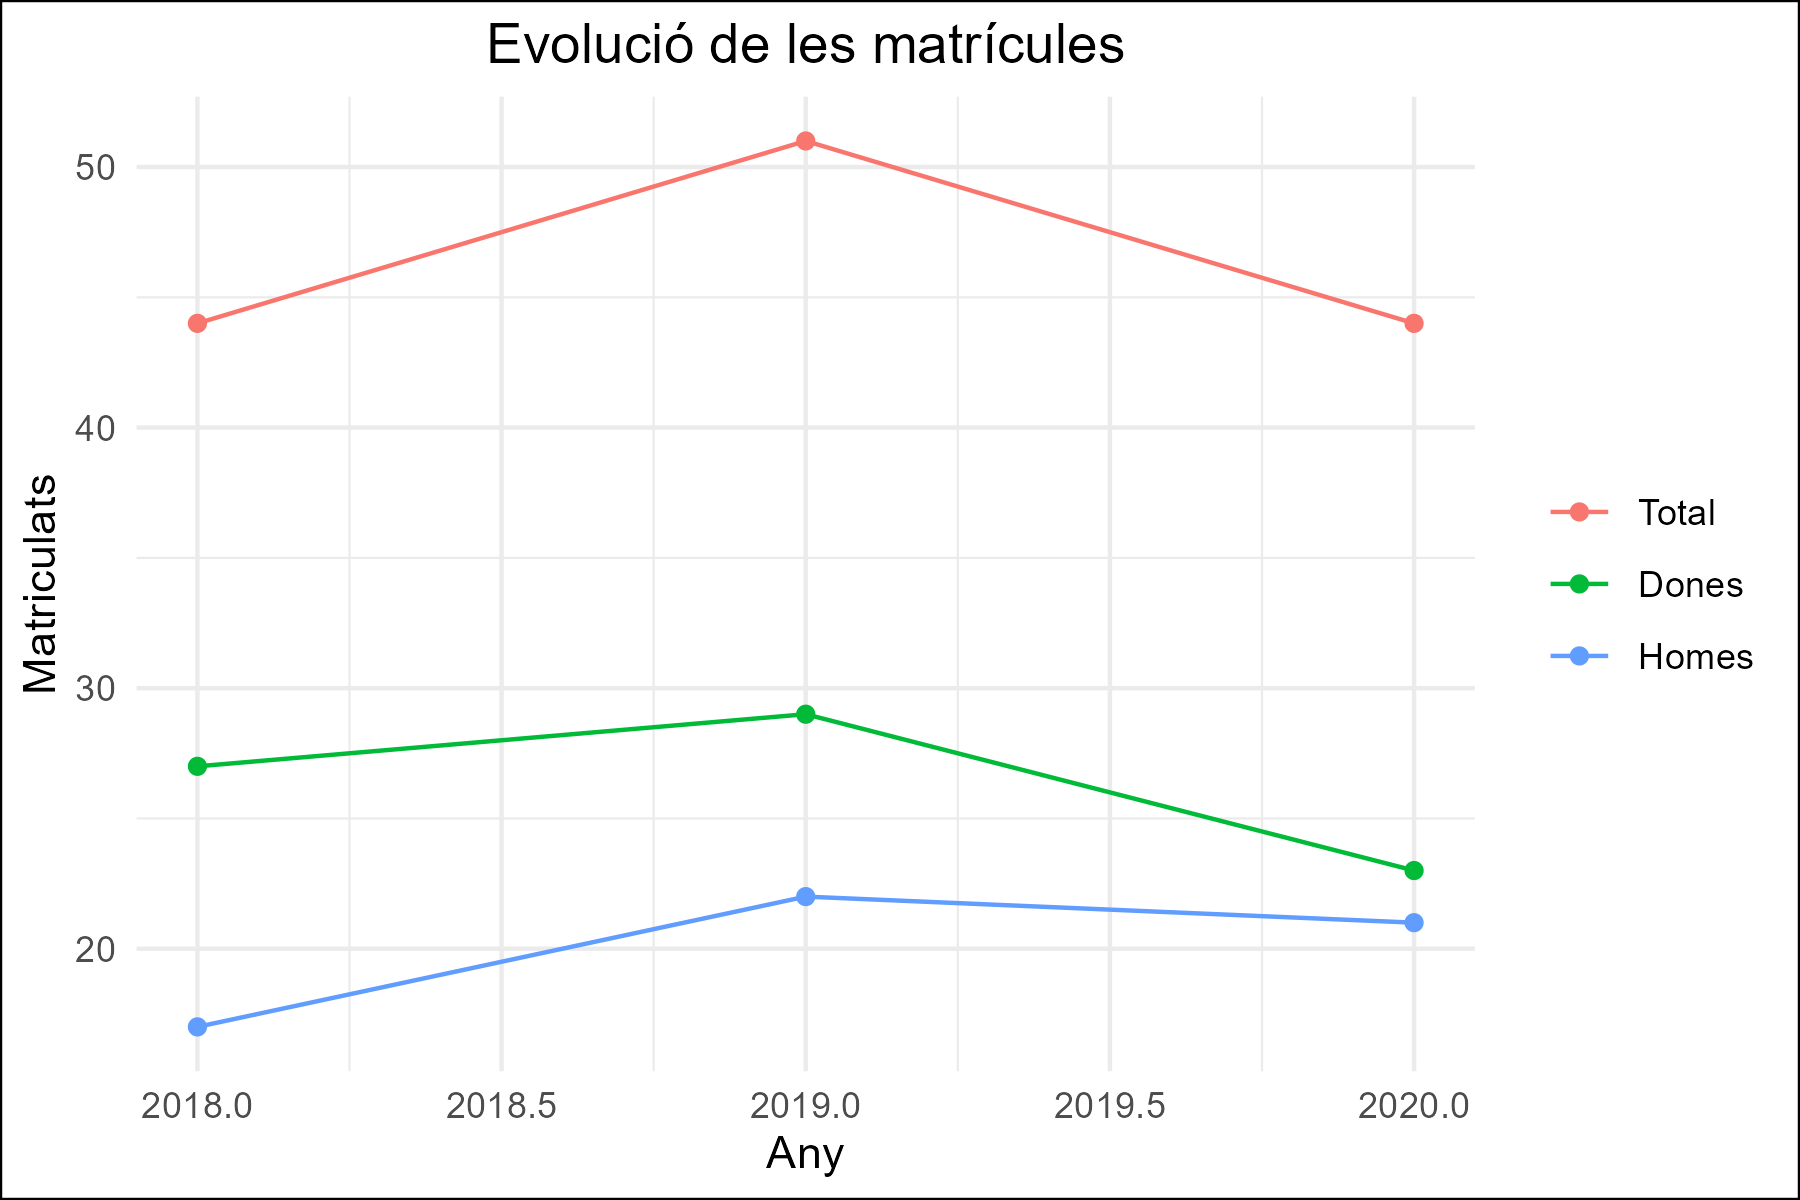 Evolució de les matrícules
50
40
30
20
Matriculats
2018.0 2018.5 2019.0 2019.5 2020.0
Any
Total
Dones
Homes